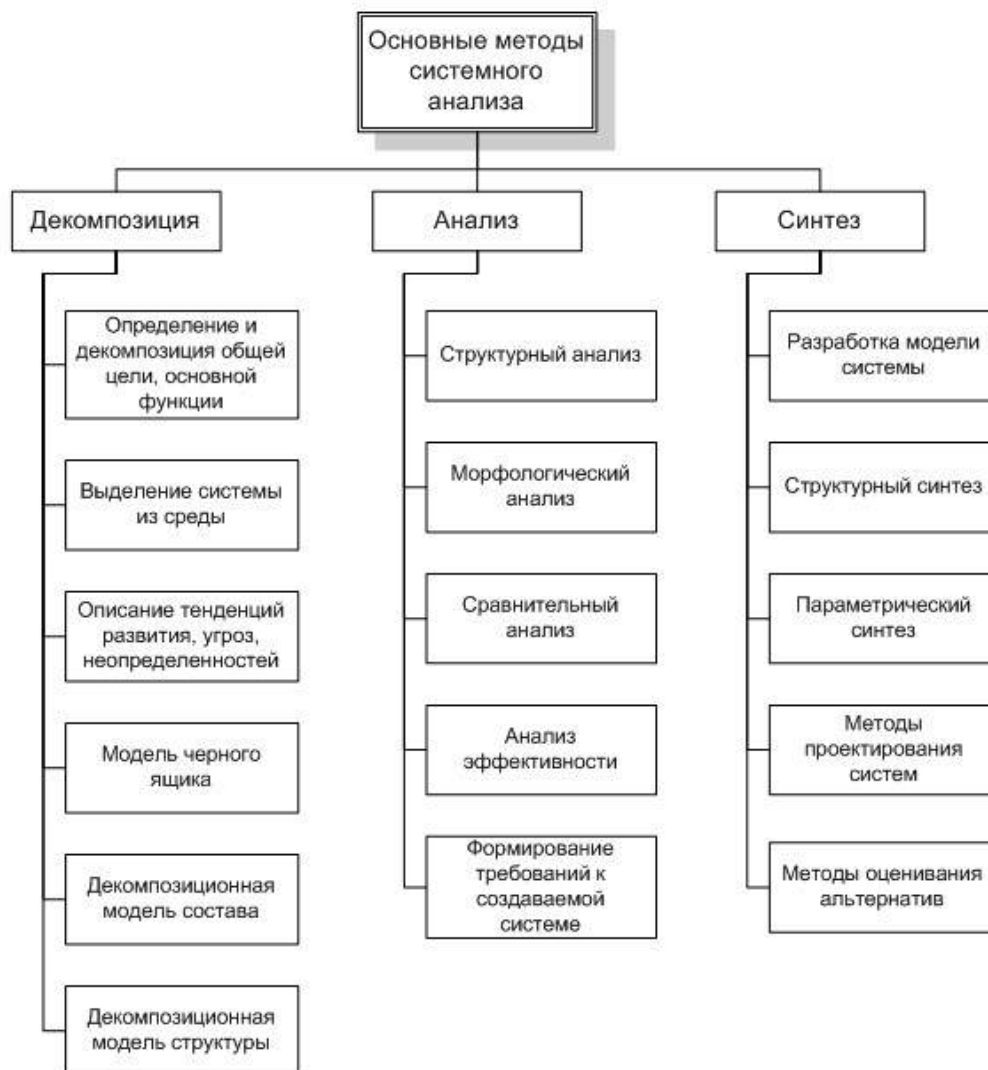 Основные методы
системного
анализа
Декомпозиция
Анализ
Синтез
Определение и
декомпозиция общей
цели, основной
функции
Выделение системы
из среды
Описание тенденций
развития, угроз,
неопределенностей
Модель черного
ящика
Декомпозиционная
модель состава
Декомпозиционная
модель структуры
Структурный анализ
Морфологический
анализ
Сравнительный
анализ
Анализ
эффективности
Формирование
требований к
создаваемой
системе
Разработка модели
системы
Структурный синтез
Параметрический
синтез
Методы
проектирования
систем
Методы оценивания
альтернатив